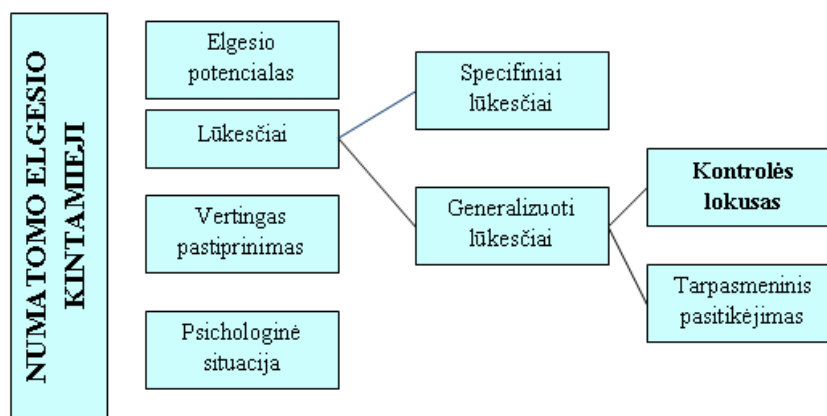 NUMATOMO ELGESIO
KINTAMIEJI
Elgesio
potencialas
Lūkesčiai
Vertingas
pastiprinimas
Psichologinė
situacija
Specifiniai
lūkesčiai
Generalizuoti
lūkesčiai
Kontrolės
lokusas
Tarpasmeninis
pasitikėjimas